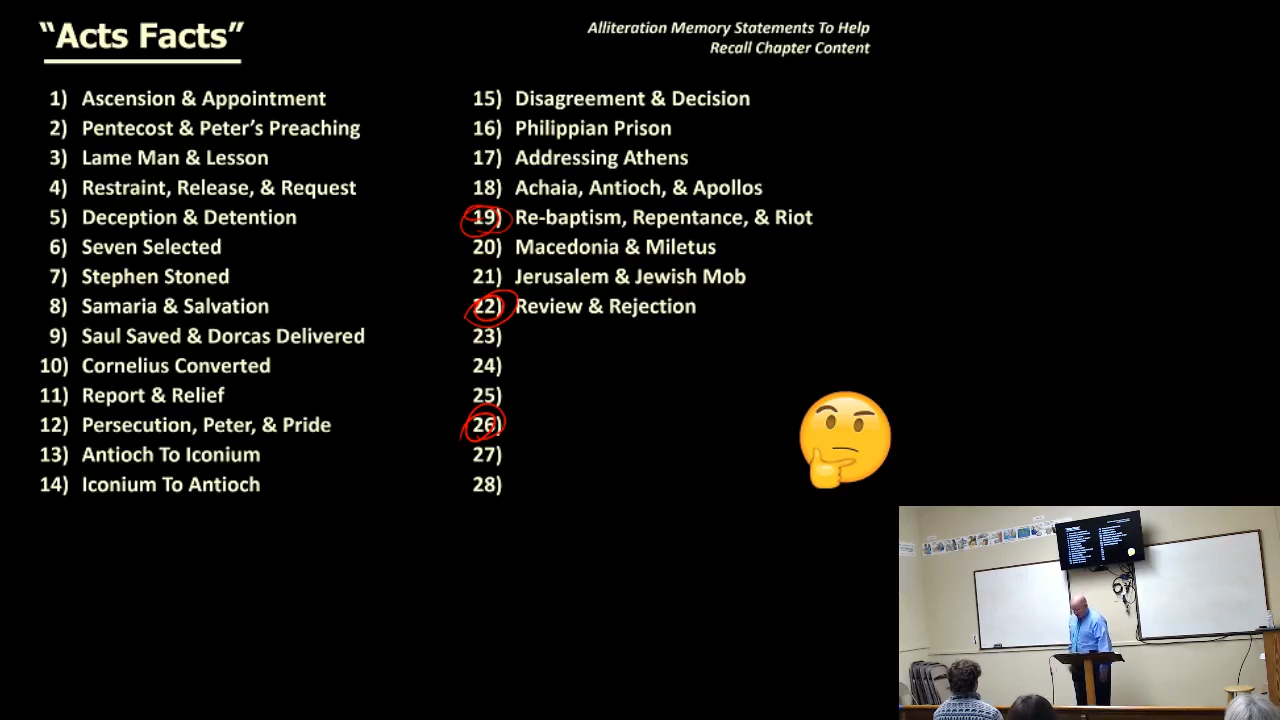 “Acts Facts”
Alliteration Memory Statements To Help
Recall Chapter Content
1) Ascension & Appointment
2) Pentecost & Peter’s Preaching
3) Lame Man & Lesson
4) Restraint, Release, & Request
5) Deception & Detention
6) Seven Selected
7) Stephen Stoned
8) Samaria & Salvation
9) Saul Saved & Dorcas Delivered
10) Cornelius Converted
11) Report & Relief
12) Persecution, Peter, & Pride
13) Antioch To Iconium
14) Iconium To Antioch
15) Disagreement & Decision
16) Philippian Prison
17) Addressing Athens
18) Achaia, Antioch, & Apollos
19) Re-baptism, Repentance, & Riot
20) Macedonia & Miletus
21) Jerusalem & Jewish Mob
22) Review & Rejection
23)
24)
25)
26)
27)
28)